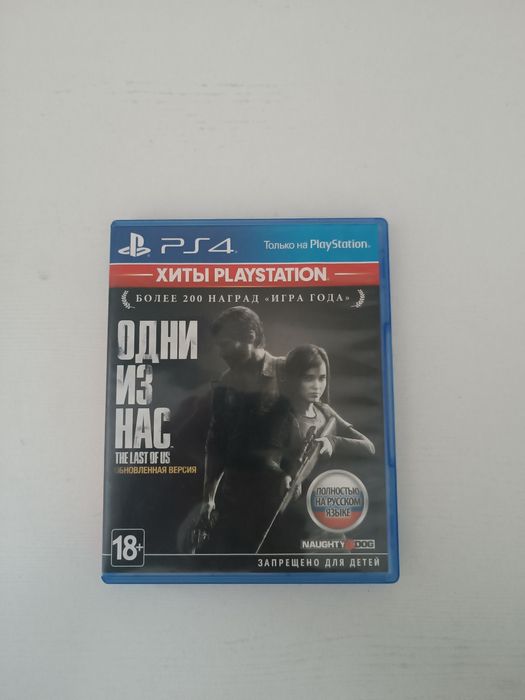 PS4 Только на PlayStation
ХИТЫ PLAYSTATION
БОЛЕЕ 200 НАГРАД «ИГРА ГОДА»
ОДНИ
ИЗ
НАС
THE LAST OF US
ОБНОВЛЕННАЯ ВЕРСИЯ
ПОЛНОСТЬЮ
НА РУССКОМ
ЯЗЫКЕ
18+
NAUGHTY DOG
ЗАПРЕЩЕНО ДЛЯ ДЕТЕЙ